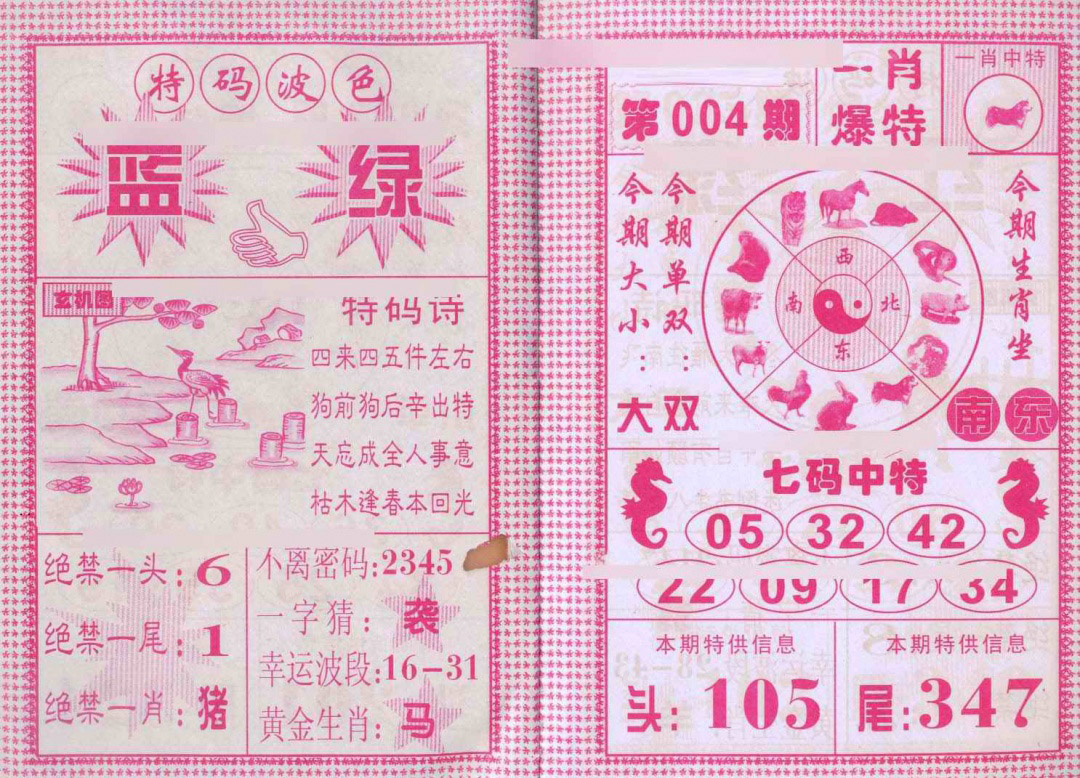 特码波色
蓝 绿
玄机图
特码诗
四来四五件左右
狗前狗后辛出特
天忘成全人事意
枯木逢春本回光
绝禁一头:6
绝禁一尾:1
绝禁一肖:猪
不离密码:2345
一字猜:袭
幸运波段:16-31
黄金生肖:马
第004期
一肖
爆特
一肖中特
今期大小:大
今期单双:双
西
南 北
东
今期生肖坐
南东
七码中特
05 32 42
22 09 17 34
本期特供信息
头:105
本期特供信息
尾:347